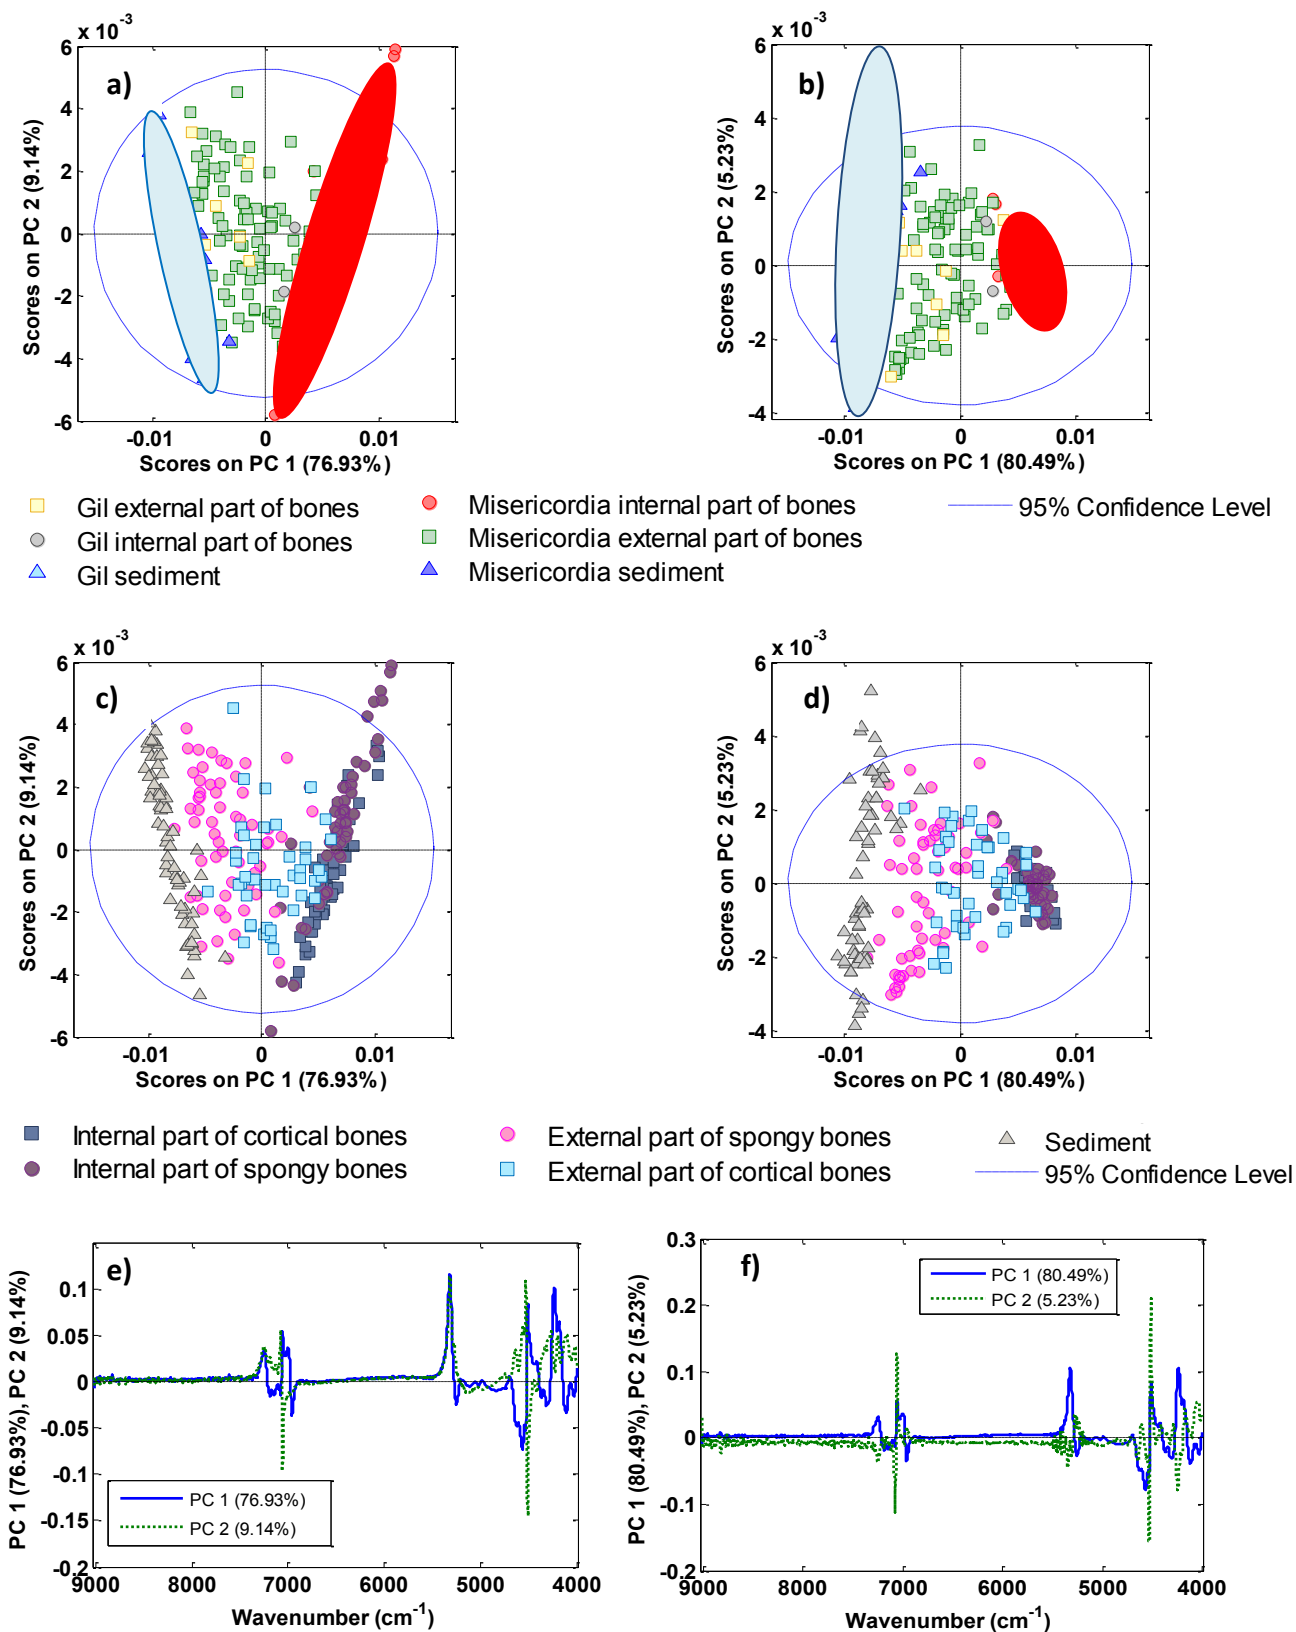 x 10⁻³
6
4
2
0
-2
-4
-6
a)
Scores on PC 2 (9.14%)
-0.01
0
0.01
Scores on PC 1 (76.93%)
x 10⁻³
6
4
2
0
-2
-4
b)
Scores on PC 2 (5.23%)
-0.01
0
0.01
Scores on PC 1 (80.49%)
Gil external part of bones
Gil internal part of bones
Gil sediment
Misericordia internal part of bones
Misericordia external part of bones
Misericordia sediment
95% Confidence Level
x 10⁻³
6
4
2
0
-2
-4
-6
c)
Scores on PC 2 (9.14%)
-0.01
0
0.01
Scores on PC 1 (76.93%)
x 10⁻³
6
4
2
0
-2
-4
d)
Scores on PC 2 (5.23%)
-0.01
0
0.01
Scores on PC 1 (80.49%)
Internal part of cortical bones
Internal part of spongy bones
External part of spongy bones
External part of cortical bones
Sediment
95% Confidence Level
e)
PC 1 (76.93%), PC 2 (9.14%)
0.1
0.05
0
-0.05
-0.1
-0.15
-0.2
PC 1 (76.93%)
PC 2 (9.14%)
9000
8000
7000
6000
5000
4000
Wavenumber (cm⁻¹)
f)
PC 1 (80.49%), PC 2 (5.23%)
0.3
0.2
0.1
0
-0.1
-0.2
PC 1 (80.49%)
PC 2 (5.23%)
9000
8000
7000
6000
5000
4000
Wavenumber (cm⁻¹)